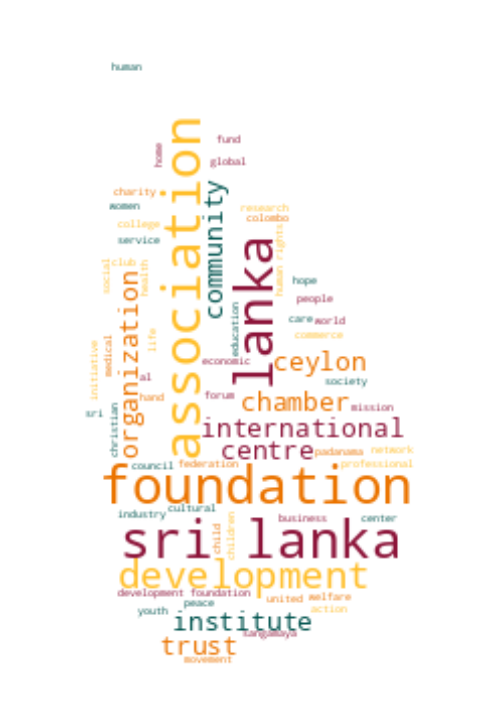 human
association
fund
home
global
charity
community
women
research
colombo
college
human rights
lanka
service
social
club
health
organization
hope
people
education
care
world
initiative
medical
life
commerce
economic
ceylon
al
society
hand
forum
chamber
mission
sri
christian
international
centre
padanama
network
council
federation
professional
foundation
cultural
industry
children
child
business
center
sri lanka
development
development foundation
united
welfare
peace
youth
action
institute
sangamaya
trust
movement